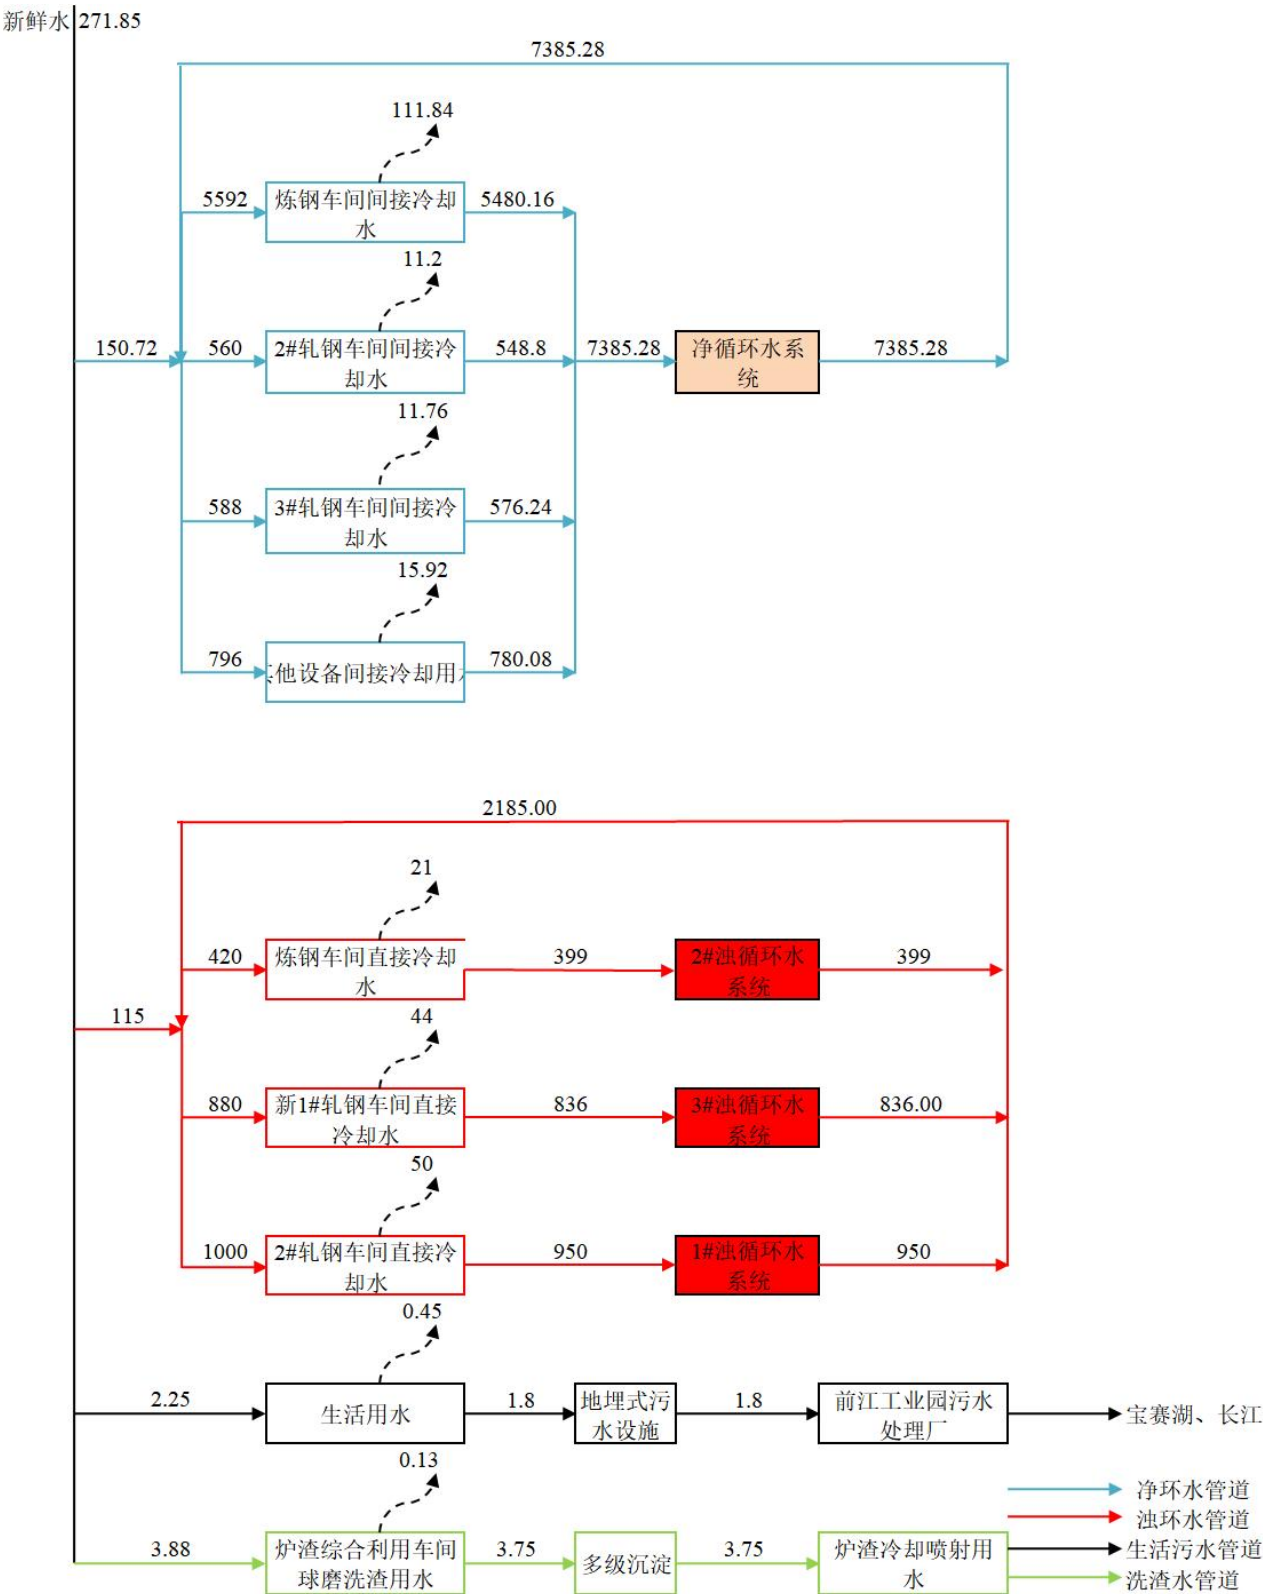 新鲜水 271.85
7385.28
111.84
5592
炼钢车间间接冷却
水
5480.16
11.2
150.72
560
2#轧钢车间间接冷
却水
548.8
7385.28
净循环水系
统
7385.28
11.76
588
3#轧钢车间间接冷
却水
576.24
15.92
796
他设备间接冷却用
780.08
2185.00
21
420
炼钢车间直接冷却
水
399
2#浊循环水
系统
399
115
44
880
新1#轧钢车间直接
冷却水
836
3#浊循环水
系统
836.00
50
1000
2#轧钢车间直接冷
却水
950
1#浊循环水
系统
950
0.45
2.25
生活用水
1.8
地埋式污
水设施
1.8
前江工业园污水
处理厂
宝赛湖、长江
0.13
3.88
炉渣综合利用车间
球磨洗渣用水
3.75
多级沉淀
3.75
炉渣冷却喷射用
水
净环水管道
浊环水管道
生活污水管道
洗渣水管道